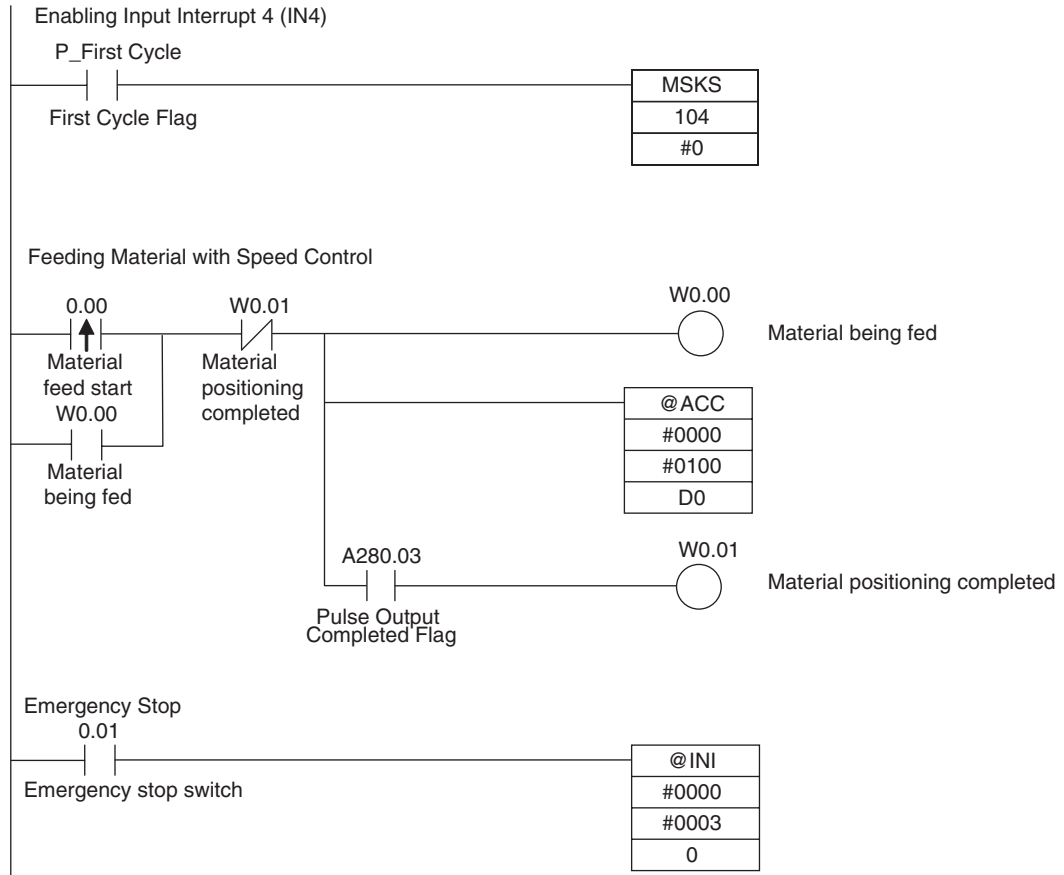 Enabling Input Interrupt 4 (IN4)
P_First Cycle
First Cycle Flag
MSKS
104
#0
Feeding Material with Speed Control
0.00
Material
feed start
W0.01
Material
positioning
completed
W0.00
Material being fed
W0.00
Material
being fed
@ACC
#0000
#0100
D0
A280.03
Pulse Output
Completed Flag
W0.01
Material positioning completed
Emergency Stop
0.01
Emergency stop switch
@INI
#0000
#0003
0